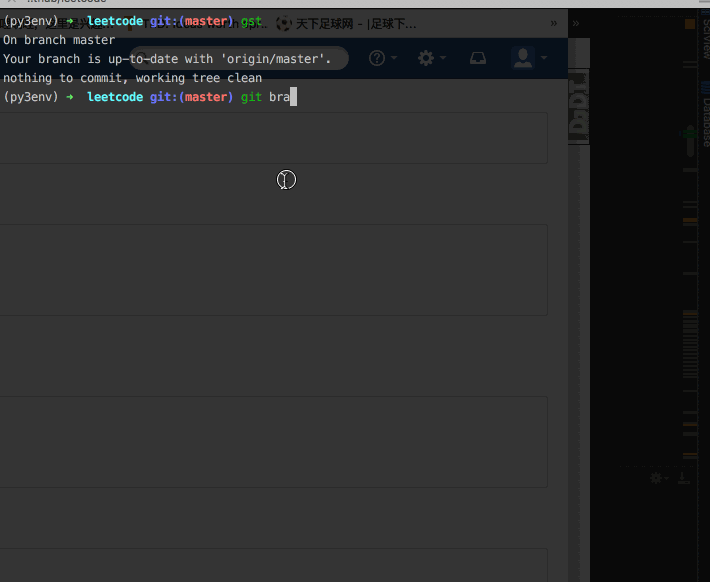 (py3env) ➜ leetcode git:(master) gst
On branch master
Your branch is up-to-date with 'origin/master'.
nothing to commit, working tree clean
(py3env) ➜ leetcode git:(master) git bra
天下足球网 – |足球下…
»
»
SciView
Database